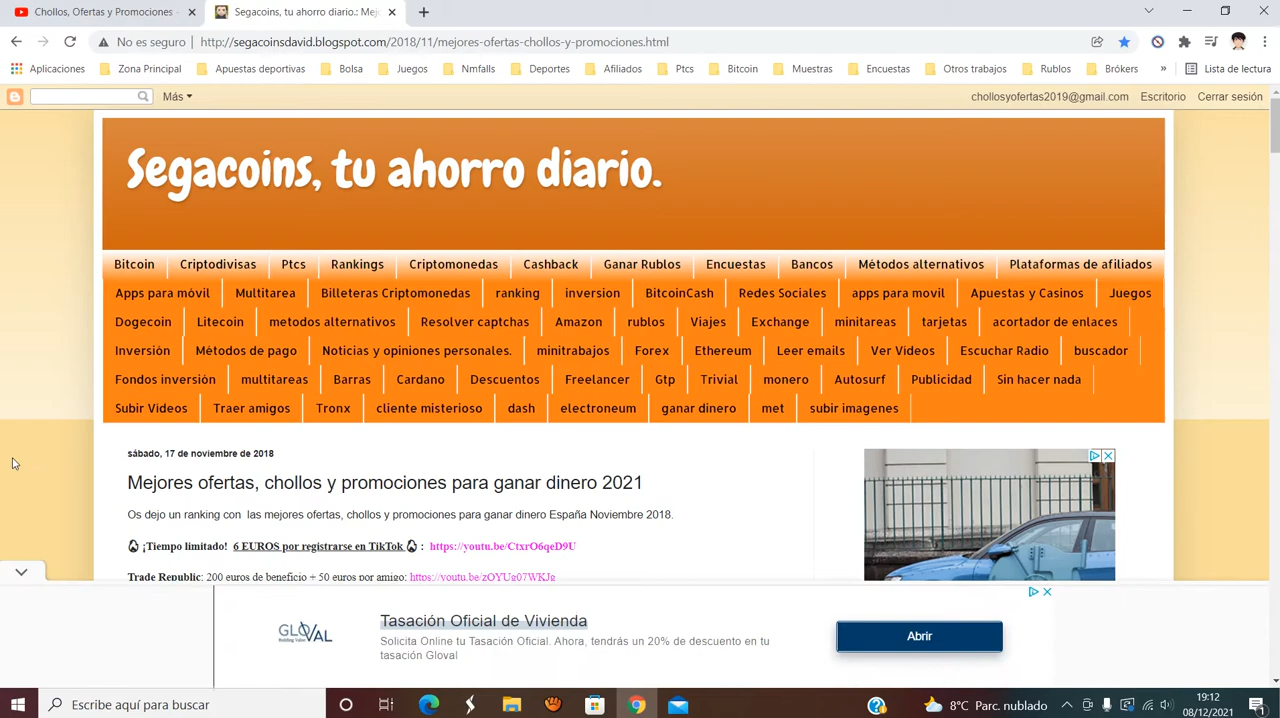 Chollos, Ofertas y Promociones -
Segacoins, tu ahorro diario.: Mej
No es seguro
http://segacoinsdavid.blogspot.com/2018/11/mejores-ofertas-chollos-y-promociones.html
Aplicaciones Zona Principal Apuestas deportivas Bolsa Juegos Nmfalls Deportes Afiliados Ptcs Bitcoin Muestras Encuestas Otros trabajos Rublos Brókers » Lista de lectura
Más chollosyofertas2019@gmail.com Escritorio Cerrar sesión
Segacoins, tu ahorro diario.
Bitcoin Criptodivisas Ptcs Rankings Criptomonedas Cashback Ganar Rublos Encuestas Bancos Métodos alternativos Plataformas de afiliados
Apps para móvil Multitarea Billeteras Criptomonedas ranking inversion BitcoinCash Redes Sociales apps para movil Apuestas y Casinos Juegos
Dogecoin Litecoin metodos alternativos Resolver captchas Amazon rublos Viajes Exchange minitareas tarjetas acortador de enlaces
Inversión Métodos de pago Noticias y opiniones personales. minitrabajos Forex Ethereum Leer emails Ver Videos Escuchar Radio buscador
Fondos inversión multitareas Barras Cardano Descuentos Freelancer Gtp Trivial monero Autosurf Publicidad Sin hacer nada
Subir Videos Traer amigos Tronx cliente misterioso dash electroneum ganar dinero met subir imagenes
sábado, 17 de noviembre de 2018
Mejores ofertas, chollos y promociones para ganar dinero 2021
Os dejo un ranking con las mejores ofertas, chollos y promociones para ganar dinero España Noviembre 2018.
¡Tiempo limitado! 6 EUROS por registrarse en TikTok : https://youtu.be/CtxrO6qeD9U
Trade Republic: 200 euros de beneficio + 50 euros por amigo: https://youtu.be/zOYUg07WKJg
GLOVAL
Tasación Oficial de Vivienda
Solicita Online tu Tasación Oficial. Ahora, tendrás un 20% de descuento en tu
tasación Gloval
Abrir
Escribe aquí para buscar
8°C Parc. nublado
19:12
08/12/2021
1